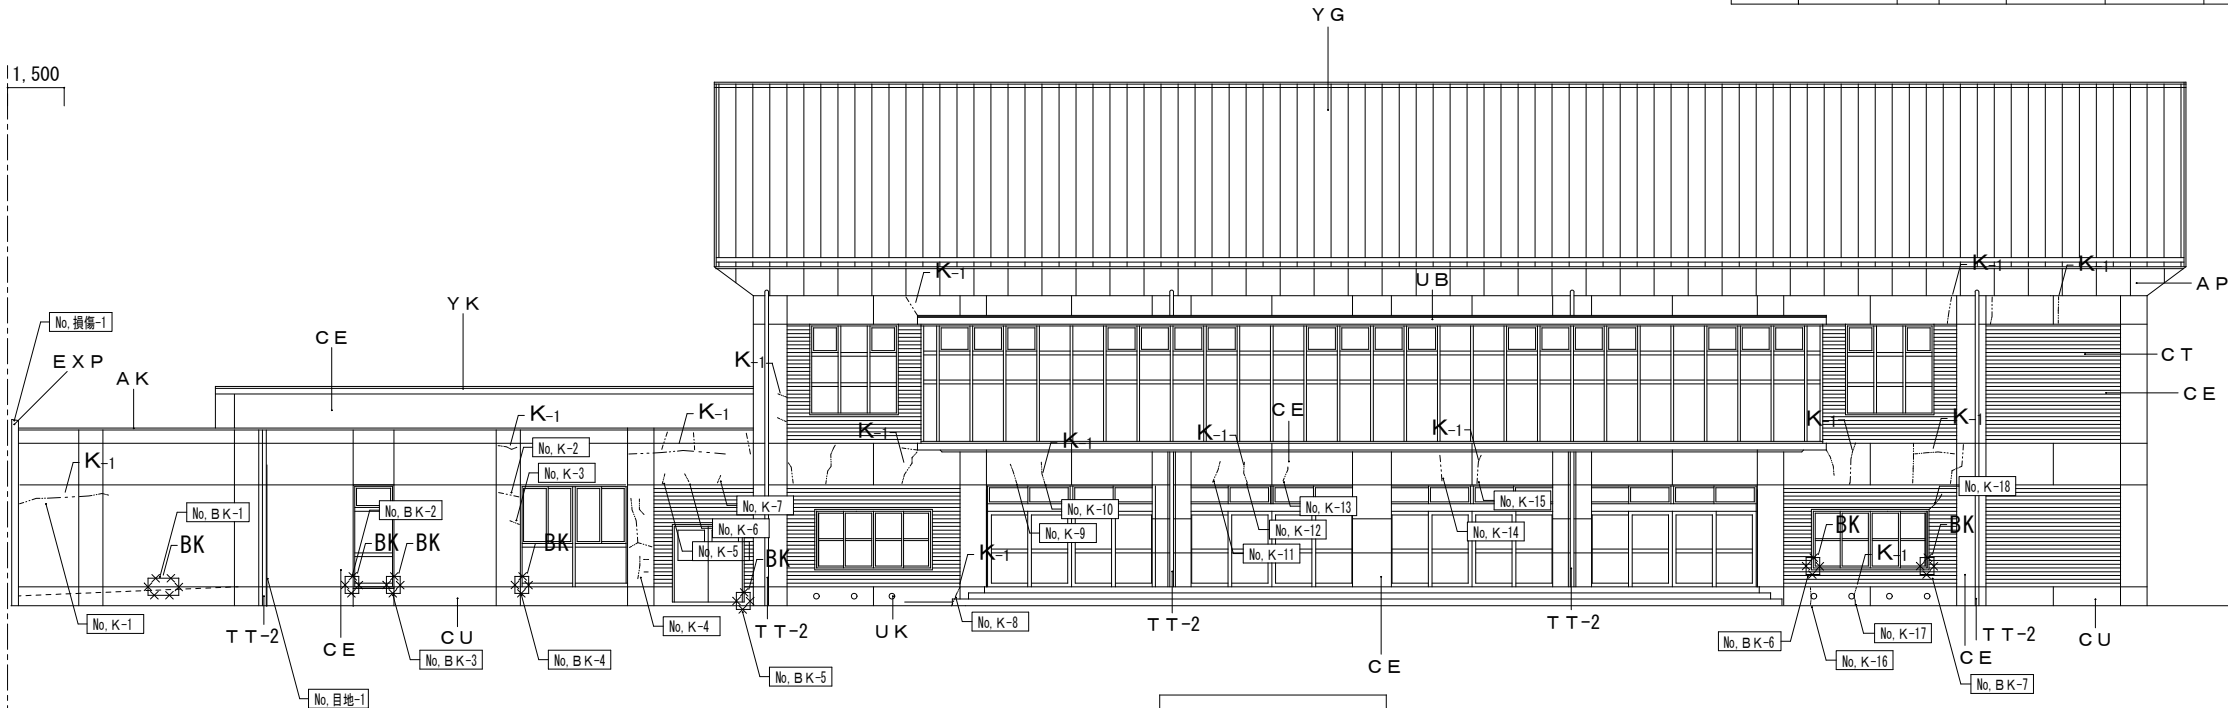 YG
1,500
K-1
K-1
K-1
UB
AP
YK
No,損傷-1
CE
CT
EXP
K-1
AK
CE
CE
K-1
K-1
K-1
K-1
K-1
K-1
K-1
K-1
K-1
No,K-2
K-1
No,K-3
No,K-18
No,K-15
No,K-7
No,K-13
No,K-10
No,BK-2
No,BK-1
BK
BK
No,K-6
No,K-12
No,K-9
No,K-14
BK
BK
BK
BK
No,K-5
No,K-11
K-1
K-1
BK
No,K-1
No,K-4
No,K-8
TT-2
CU
TT-2
UK
TT-2
TT-2
No,K-17
No,BK-6
TT-2
CU
CE
No,BK-3
No,BK-4
CE
No,K-16
CE
No,BK-5
No,BK-7
No,目地-1